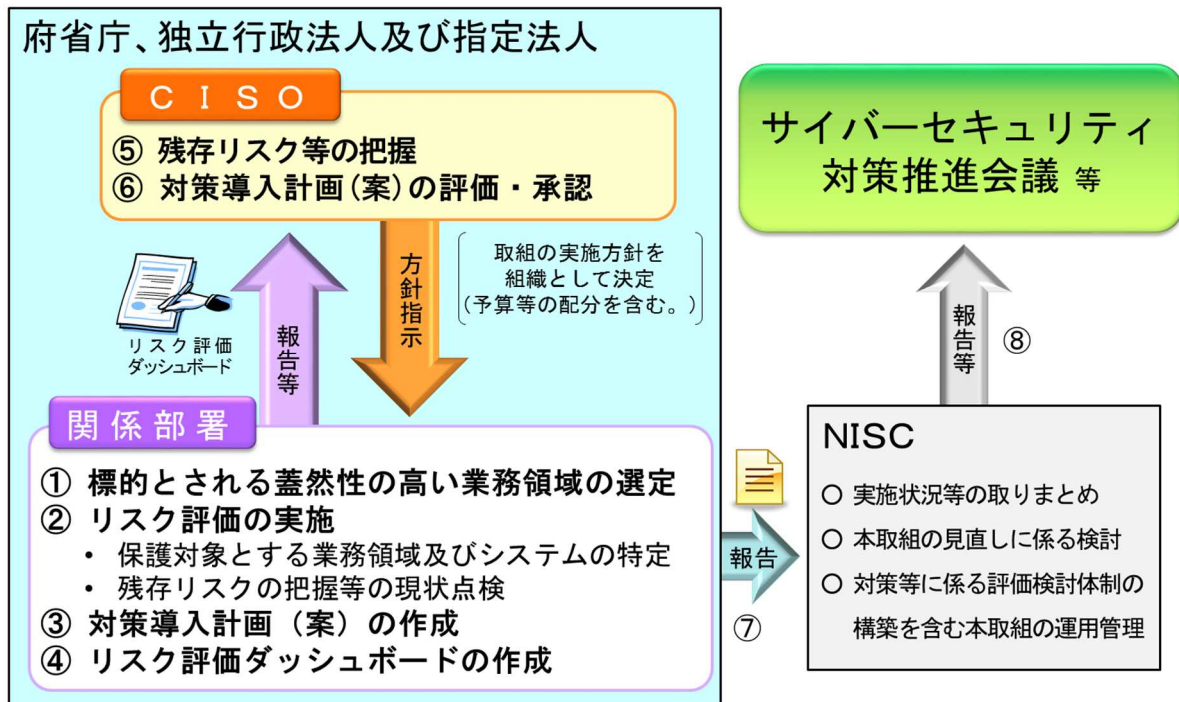 府省庁、独立行政法人及び指定法人
ＣＩＳＯ
⑤ 残存リスク等の把握
⑥ 対策導入計画(案)の評価・承認
リスク評価
ダッシュボード
報告等
方針指示
取組の実施方針を
組織として決定
(予算等の配分を含む。)
関係部署
① 標的とされる蓋然性の高い業務領域の選定
② リスク評価の実施
・ 保護対象とする業務領域及びシステムの特定
・ 残存リスクの把握等の現状点検
③ 対策導入計画（案）の作成
④ リスク評価ダッシュボードの作成
報告
⑦
サイバーセキュリティ
対策推進会議 等
報告等
⑧
NISC
○ 実施状況等の取りまとめ
○ 本取組の見直しに係る検討
○ 対策等に係る評価検討体制の
構築を含む本取組の運用管理